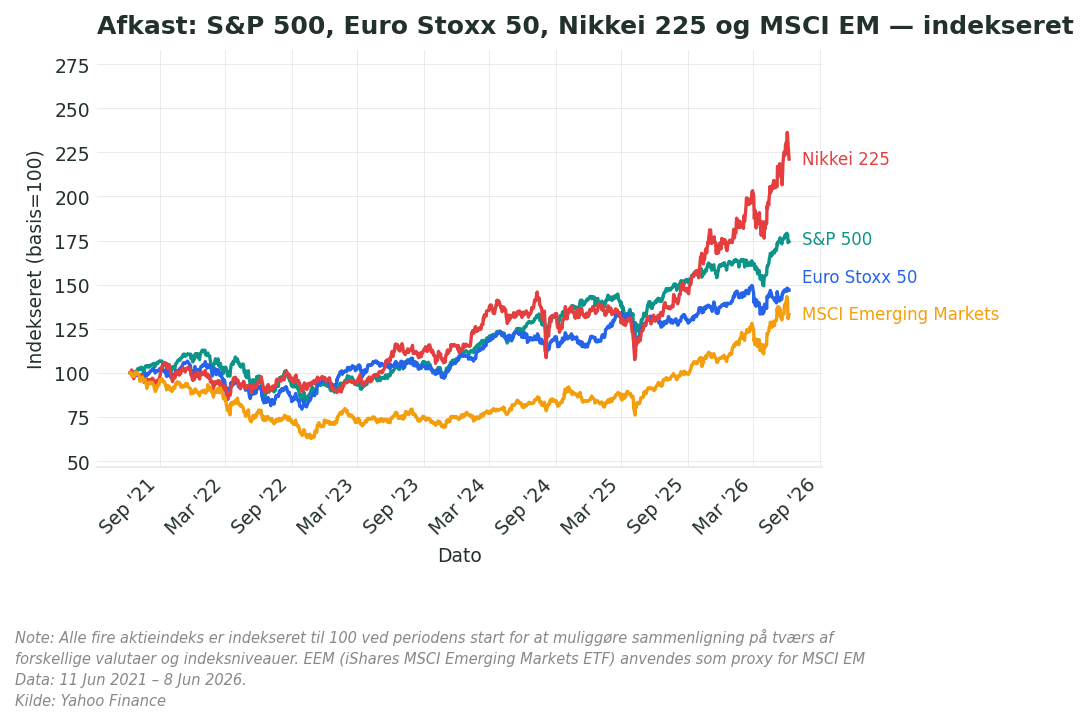 Afkast: S&P 500, Euro Stoxx 50, Nikkei 225 og MSCI EM — indekseret
Indekseret (basis=100)
275
250
225
200
175
150
125
100
75
50
Nikkei 225
S&P 500
Euro Stoxx 50
MSCI Emerging Markets
Sep '21
Mar '22
Sep '22
Mar '23
Sep '23
Mar '24
Sep '24
Mar '25
Sep '25
Mar '26
Sep '26
Dato
Note: Alle fire aktieindeks er indekseret til 100 ved periodens start for at muliggøre sammenligning på tværs af
forskellige valutaer og indeksniveauer. EEM (iShares MSCI Emerging Markets ETF) anvendes som proxy for MSCI EM
Data: 11 Jun 2021 – 8 Jun 2026.
Kilde: Yahoo Finance